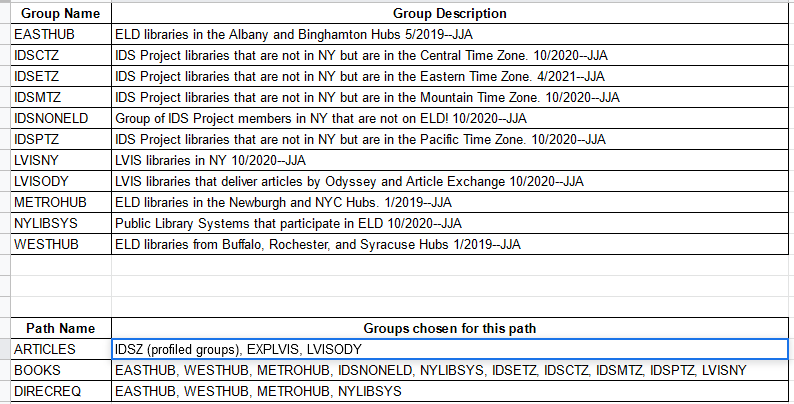 Group Name Group Description
EASTHUB ELD libraries in the Albany and Binghamton Hubs 5/2019--JJA
IDSCTZ IDS Project libraries that are not in NY but are in the Central Time Zone. 10/2020--JJA
IDSETZ IDS Project libraries that are not in NY but are in the Eastern Time Zone. 4/2021--JJA
IDSMTZ IDS Project libraries that are not in NY but are in the Mountain Time Zone. 10/2020--JJA
IDSNONELD Group of IDS Project members in NY that are not on ELD! 10/2020--JJA
IDSPTZ IDS Project libraries that are not in NY but are in the Pacific Time Zone. 10/2020--JJA
LVISNY LVIS libraries in NY 10/2020--JJA
LVISODY LVIS libraries that deliver articles by Odyssey and Article Exchange 10/2020--JJA
METROHUB ELD libraries in the Newburgh and NYC Hubs. 1/2019--JJA
NYLIBSYS Public Library Systems that participate in ELD 10/2020--JJA
WESTHUB ELD libraries from Buffalo, Rochester, and Syracuse Hubs 1/2019--JJA
Path Name Groups chosen for this path
ARTICLES IDSZ (profiled groups), EXPLVIS, LVISODY
BOOKS EASTHUB, WESTHUB, METROHUB, IDSNONELD, NYLIBSYS, IDSETZ, IDSCTZ, IDSMTZ, IDSPTZ, LVISNY
DIRECREQ EASTHUB, WESTHUB, METROHUB, NYLIBSYS